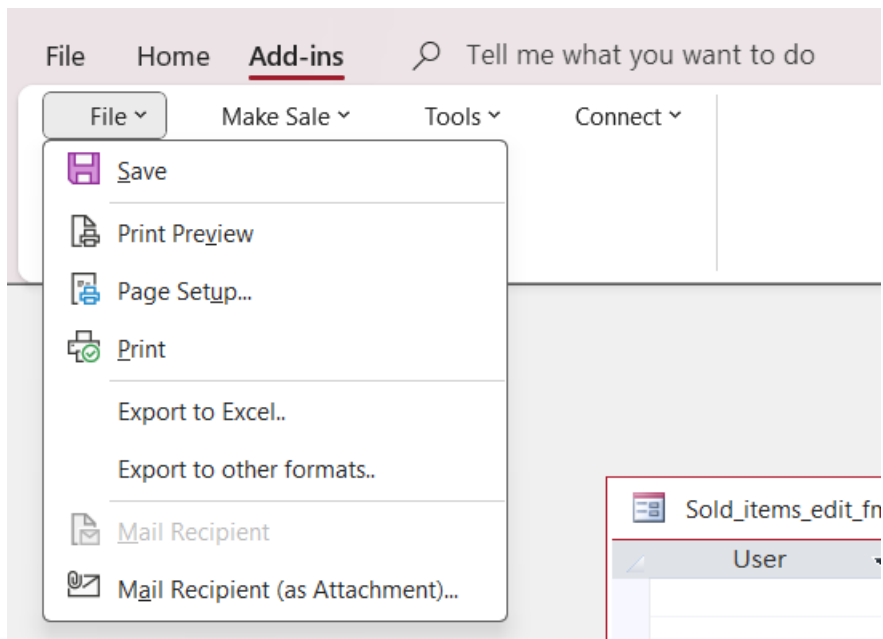 File Home Add-ins Tell me what you want to do
File Make Sale Tools Connect
Save
Print Preview
Page Setup...
Print
Export to Excel..
Export to other formats..
Mail Recipient
Mail Recipient (as Attachment)...
Sold_items_edit_fn
User